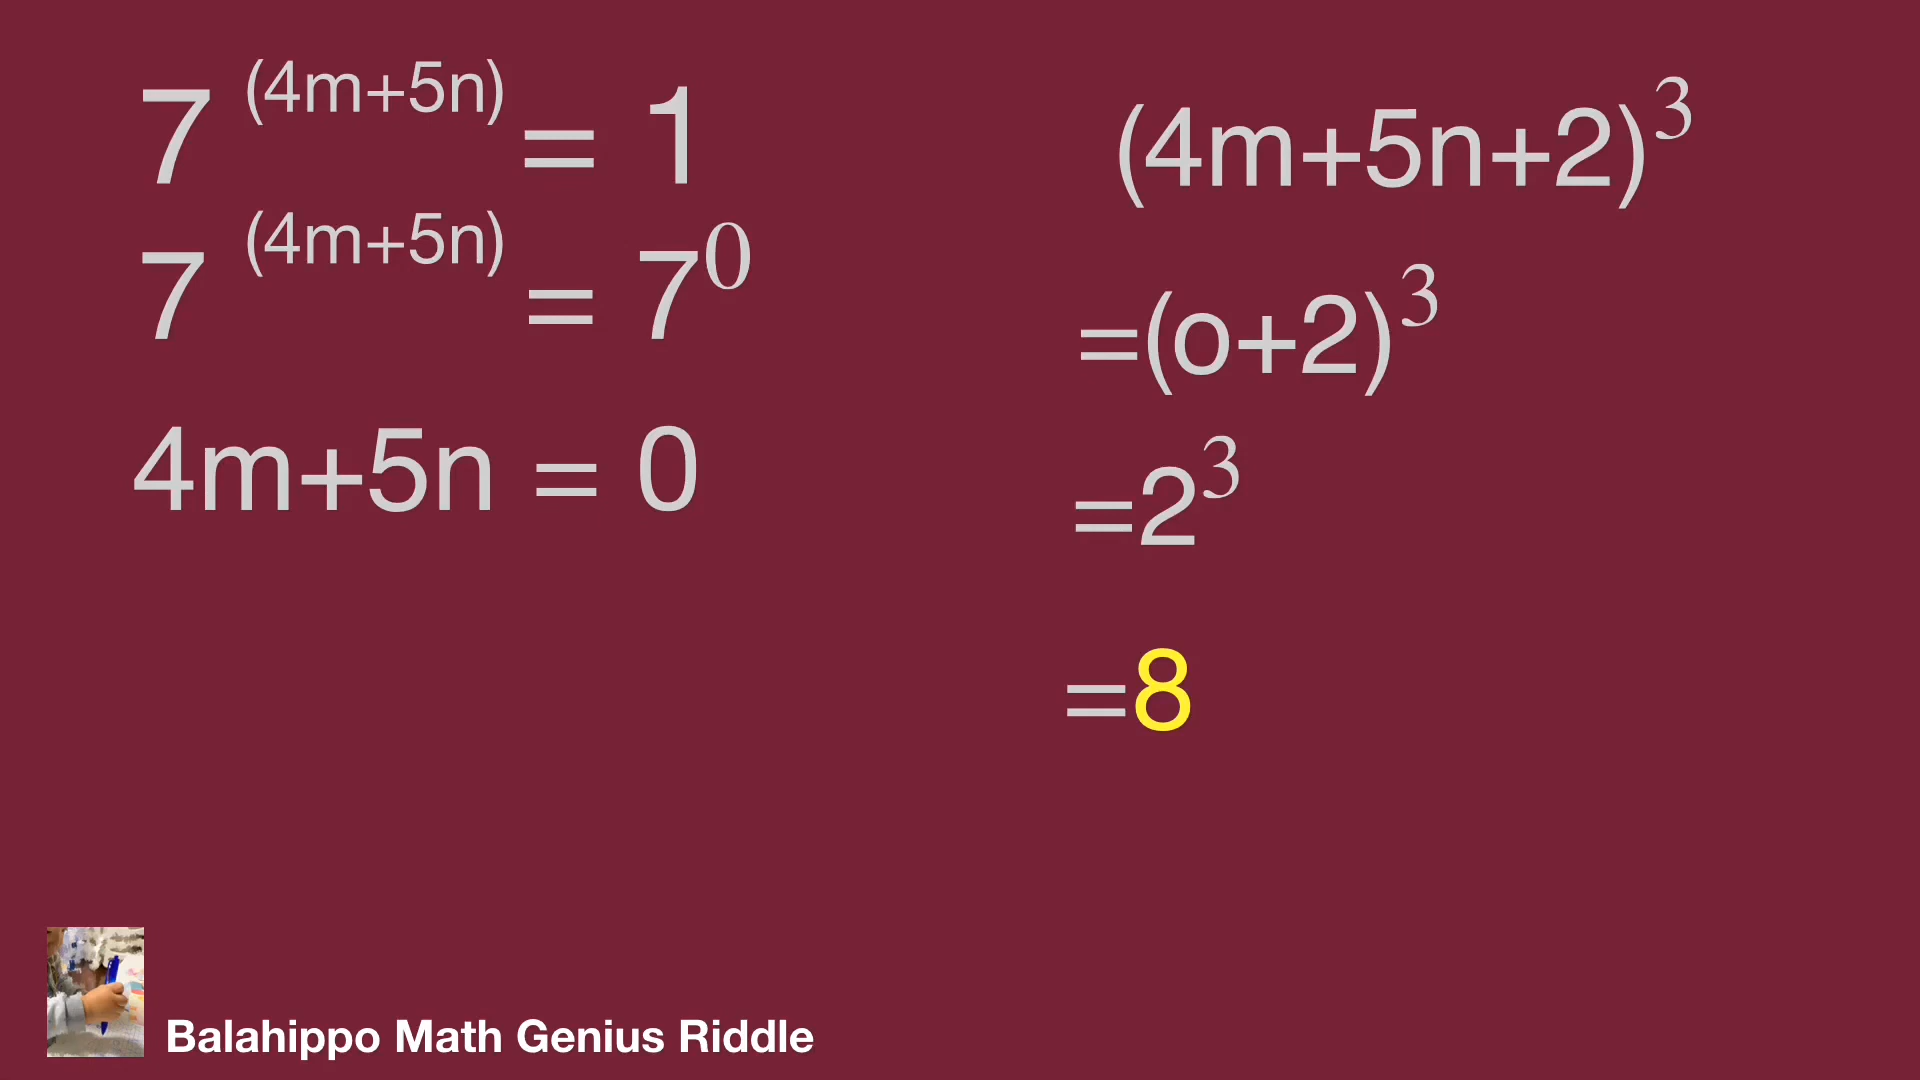 7^(4m+5n) = 1
7^(4m+5n) = 7^0
4m+5n = 0
(4m+5n+2)^3
=(o+2)^3
=2^3
=8
Balahippo Math Genius Riddle